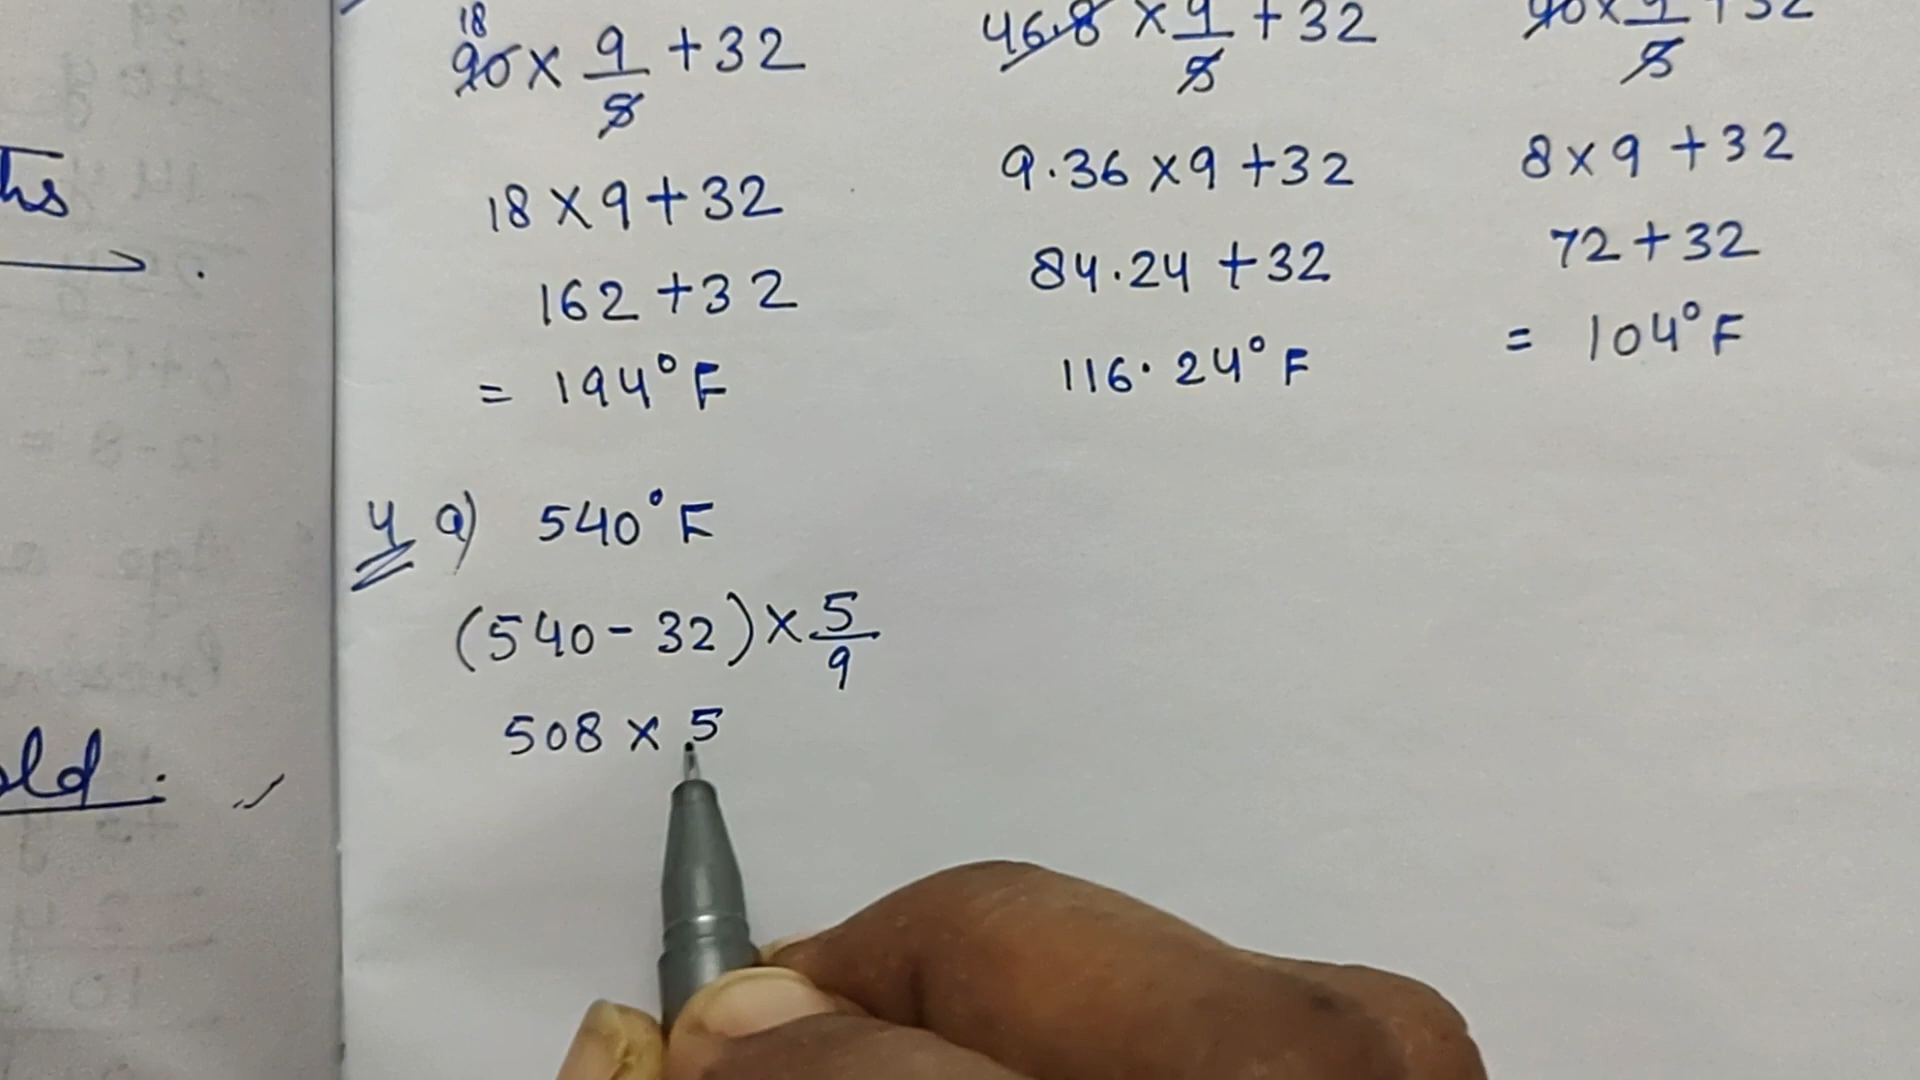 18
90 × 9/5 + 32
18 × 9 + 32
162 + 32
= 194°F
46.8 × 9/5 + 32
9.36 × 9 + 32
84.24 + 32
116.24°F
40 × 9/5 + 32
8 × 9 + 32
72 + 32
= 104°F
4 a) 540°F
(540 - 32) × 5/9
508 × 5